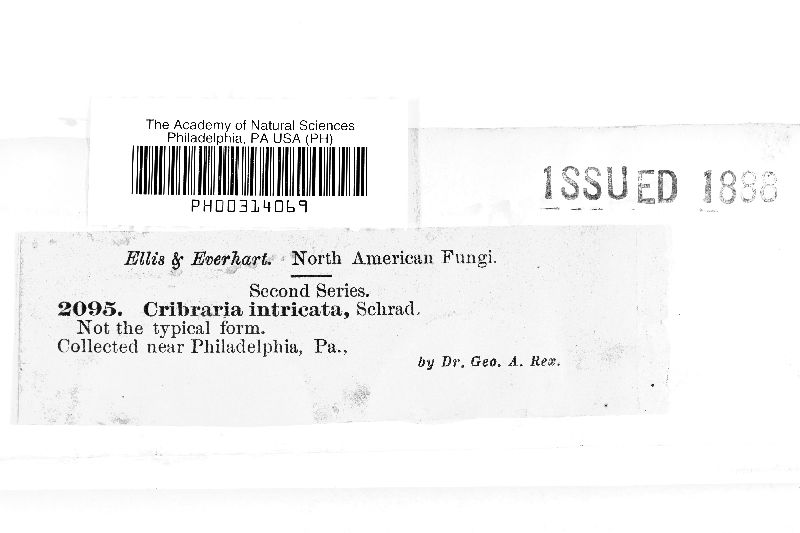 The Academy of Natural Sciences
Philadelphia, PA USA (PH)
PH00314069
ISSUED 1888
Ellis & Everhart. North American Fungi.
Second Series.
2095. Cribraria intricata, Schrad.
Not the typical form.
Collected near Philadelphia, Pa.,
by Dr. Geo. A. Rex.